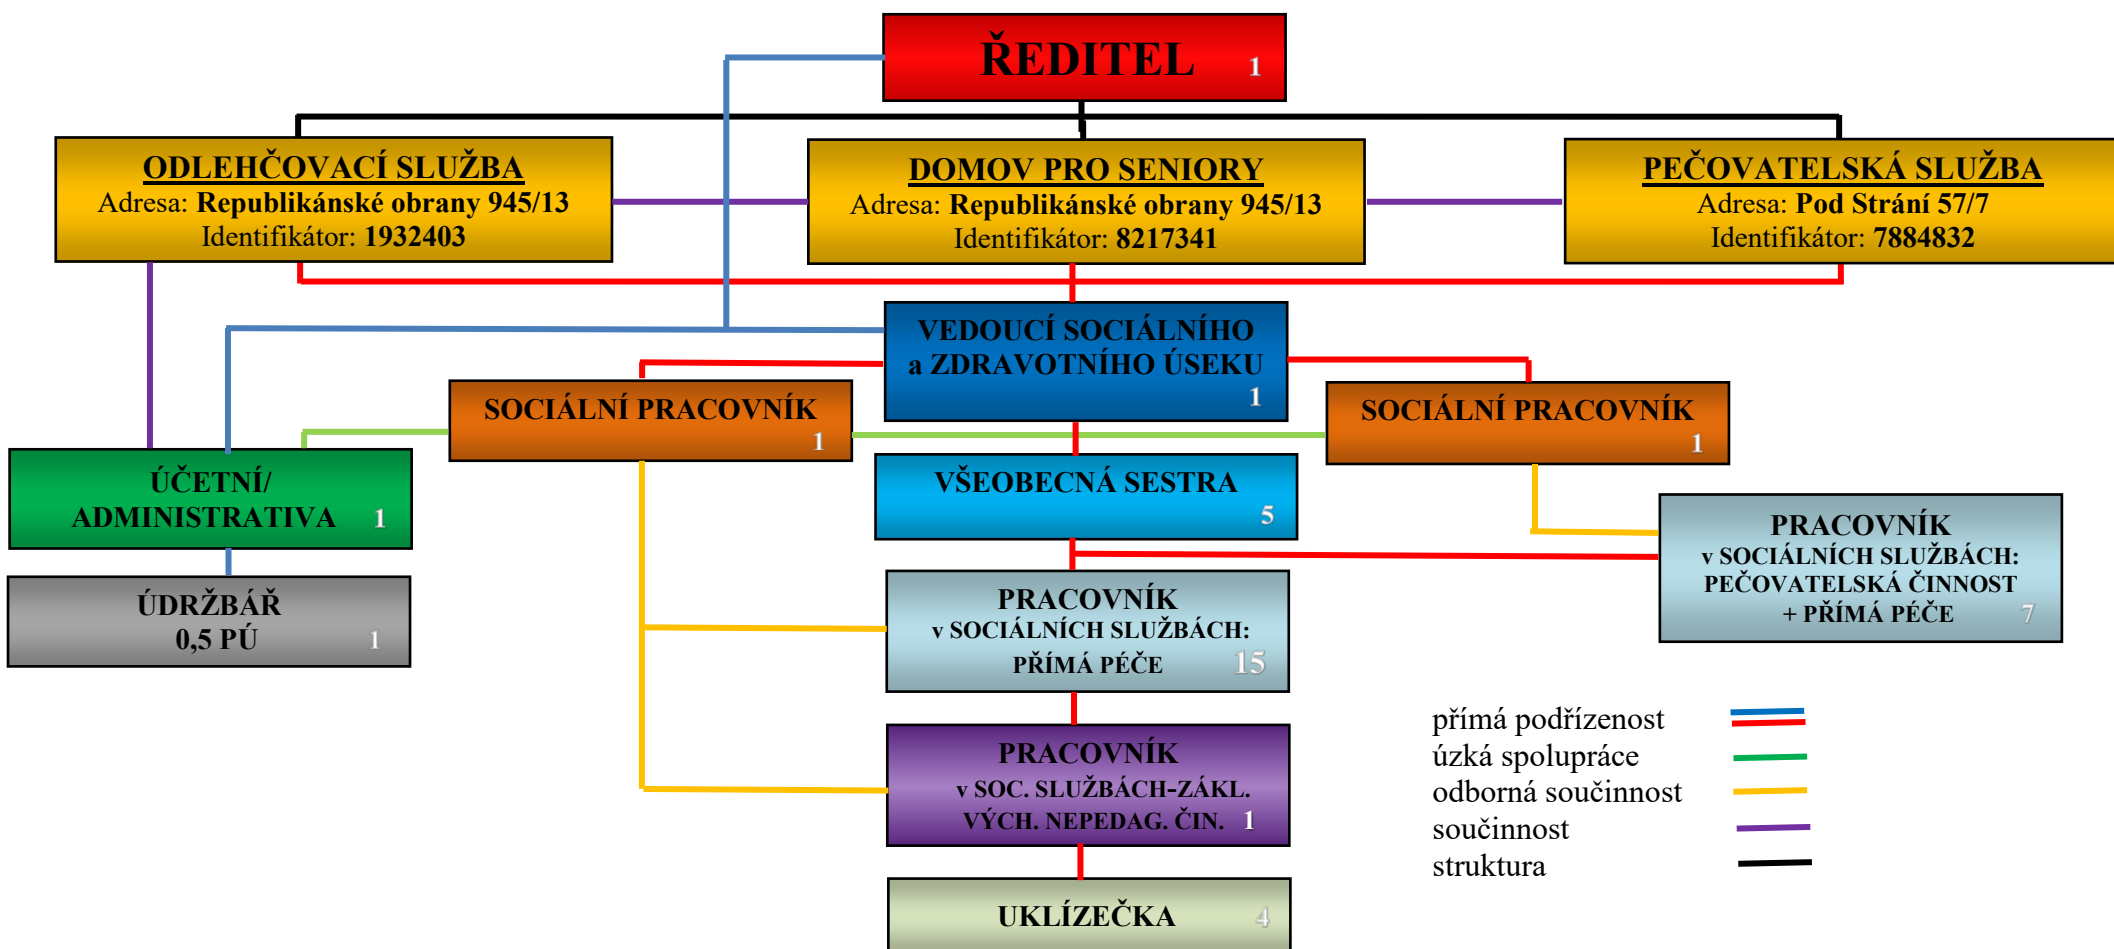 ŘEDITEL 1
ODLEHČOVACÍ SLUŽBA
Adresa: Republikánské obrany 945/13
Identifikátor: 1932403
DOMOV PRO SENIORY
Adresa: Republikánské obrany 945/13
Identifikátor: 8217341
PEČOVATELSKÁ SLUŽBA
Adresa: Pod Strání 57/7
Identifikátor: 7884832
VEDOUCÍ SOCIÁLNÍHO
a ZDRAVOTNÍHO ÚSEKU
1
SOCIÁLNÍ PRACOVNÍK
1
SOCIÁLNÍ PRACOVNÍK
1
ÚČETNÍ/
ADMINISTRATIVA 1
VŠEOBECNÁ SESTRA
5
PRACOVNÍK
v SOCIÁLNÍCH SLUŽBÁCH:
PEČOVATELSKÁ ČINNOST
+ PŘÍMÁ PÉČE 7
ÚDRŽBÁŘ
0,5 PÚ 1
PRACOVNÍK
v SOCIÁLNÍCH SLUŽBÁCH:
PŘÍMÁ PÉČE 15
PRACOVNÍK
v SOC. SLUŽBÁCH-ZÁKL.
VÝCH. NEPEDAG. ČIN. 1
UKLÍZEČKA 4
přímá podřízenost
úzká spolupráce
odborná součinnost
součinnost
struktura